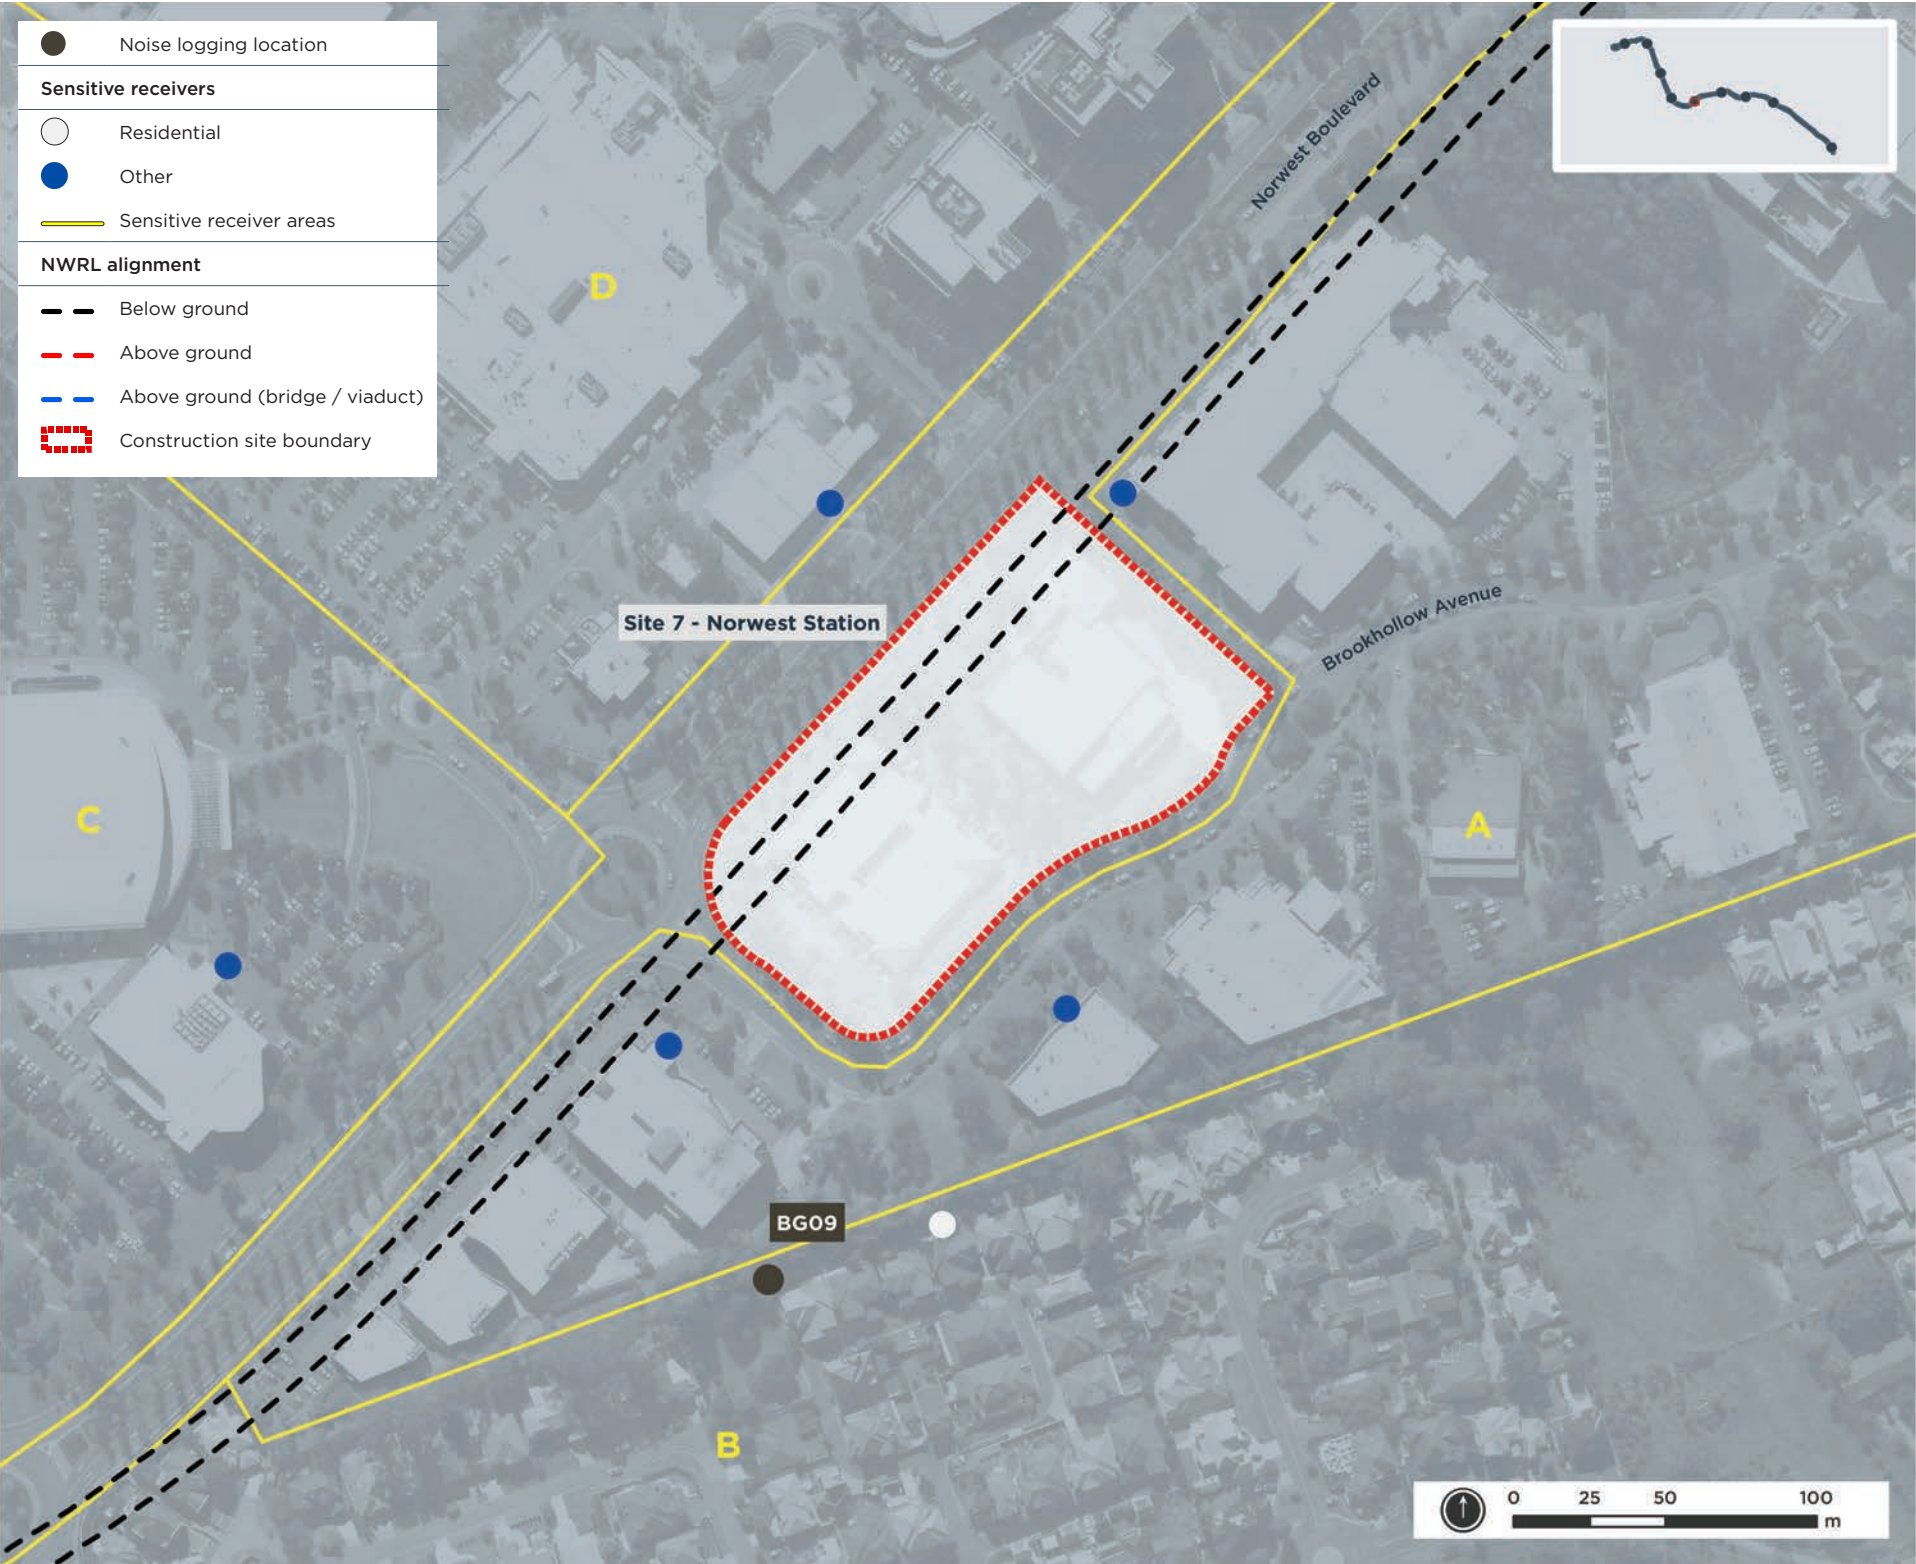 Noise logging location
Sensitive receivers
Residential
Other
Sensitive receiver areas
NWRL alignment
Below ground
Above ground
Above ground (bridge / viaduct)
Construction site boundary
Norwest Boulevard
D
Brookhollow Avenue
Site 7 - Norwest Station
C
A
BG09
B
0 25 50 100
m